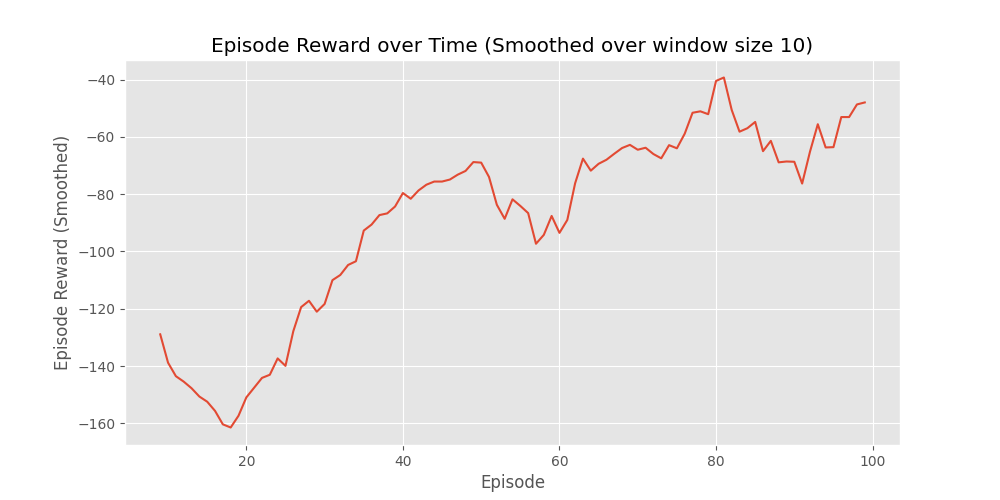 Episode Reward over Time (Smoothed over window size 10)
Episode Reward (Smoothed)
−40
−60
−80
−100
−120
−140
−160
20 40 60 80 100
Episode